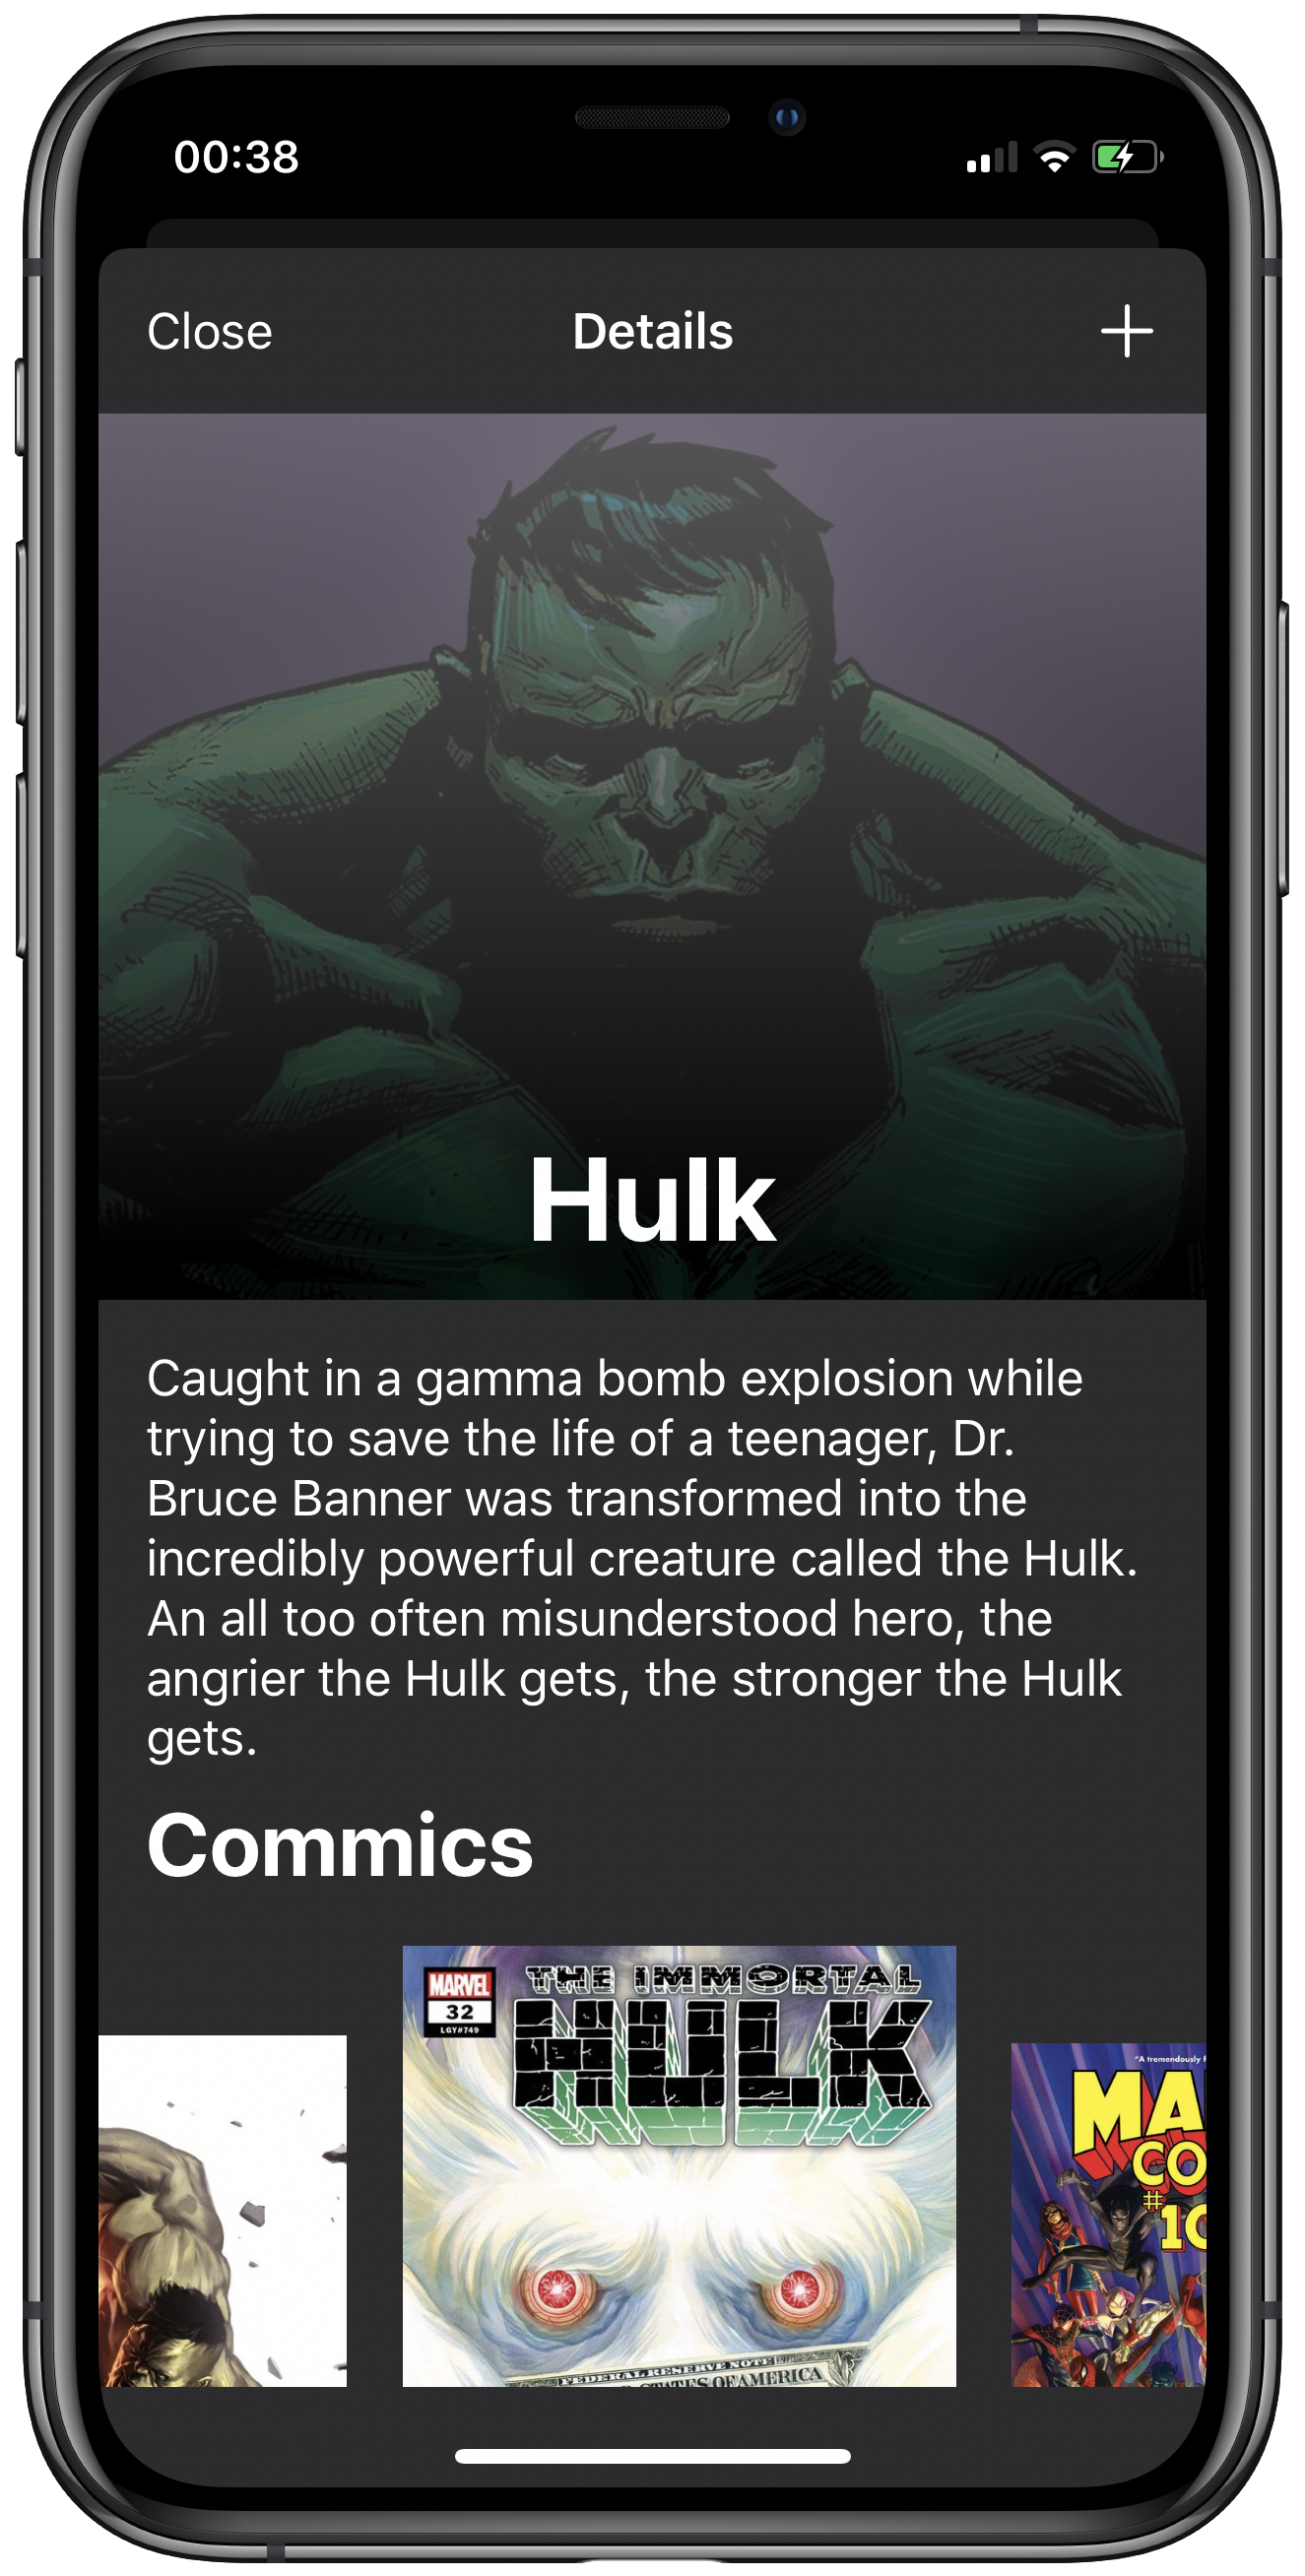 00:38
Close
Details
Hulk
Caught in a gamma bomb explosion while
trying to save the life of a teenager, Dr.
Bruce Banner was transformed into the
incredibly powerful creature called the Hulk.
An all too often misunderstood hero, the
angrier the Hulk gets, the stronger the Hulk
gets.
Commics
MARVEL
32
LGY#749
THE IMMORTAL
HULK
FEDERAL RESERVE NOTE
STATES OF AMERICA
"A tremendously f
MA
CO
#10